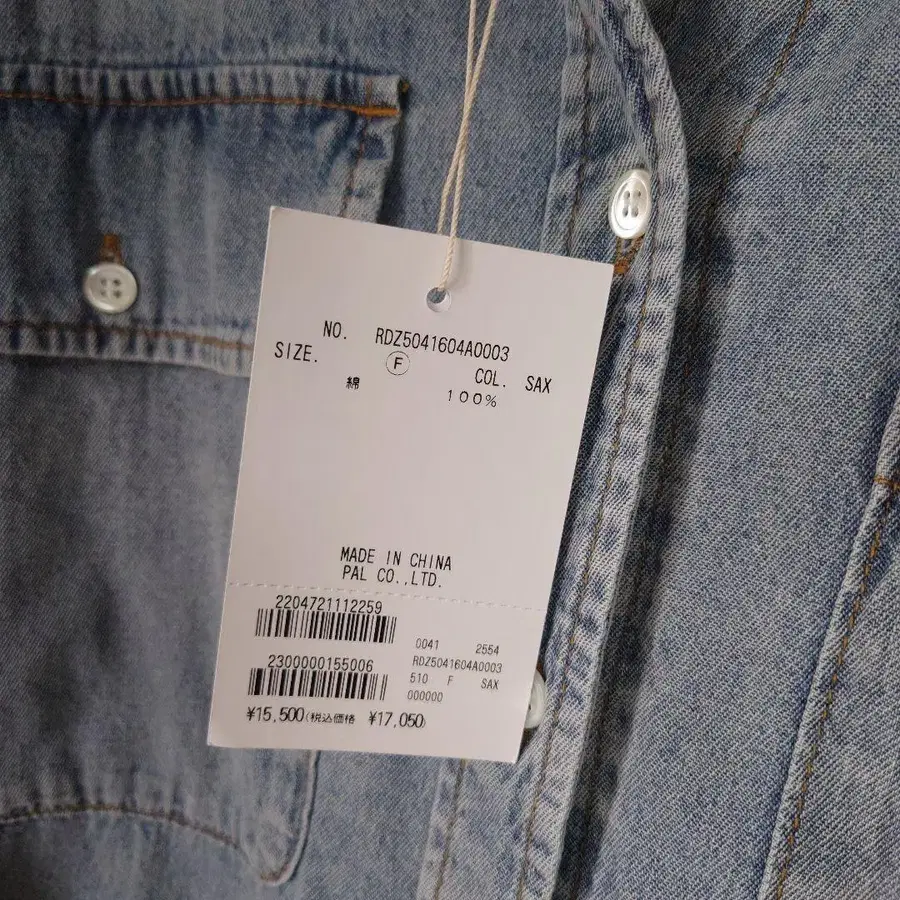 NO. RDZ5041604A0003
SIZE. Ⓕ COL. SAX
綿 100%
MADE IN CHINA
PAL CO.,LTD.
2204721112259
0041 2554
RDZ5041604A0003
2300000155006
510 F SAX
000000
¥15,500(税込価格 ¥17,050)